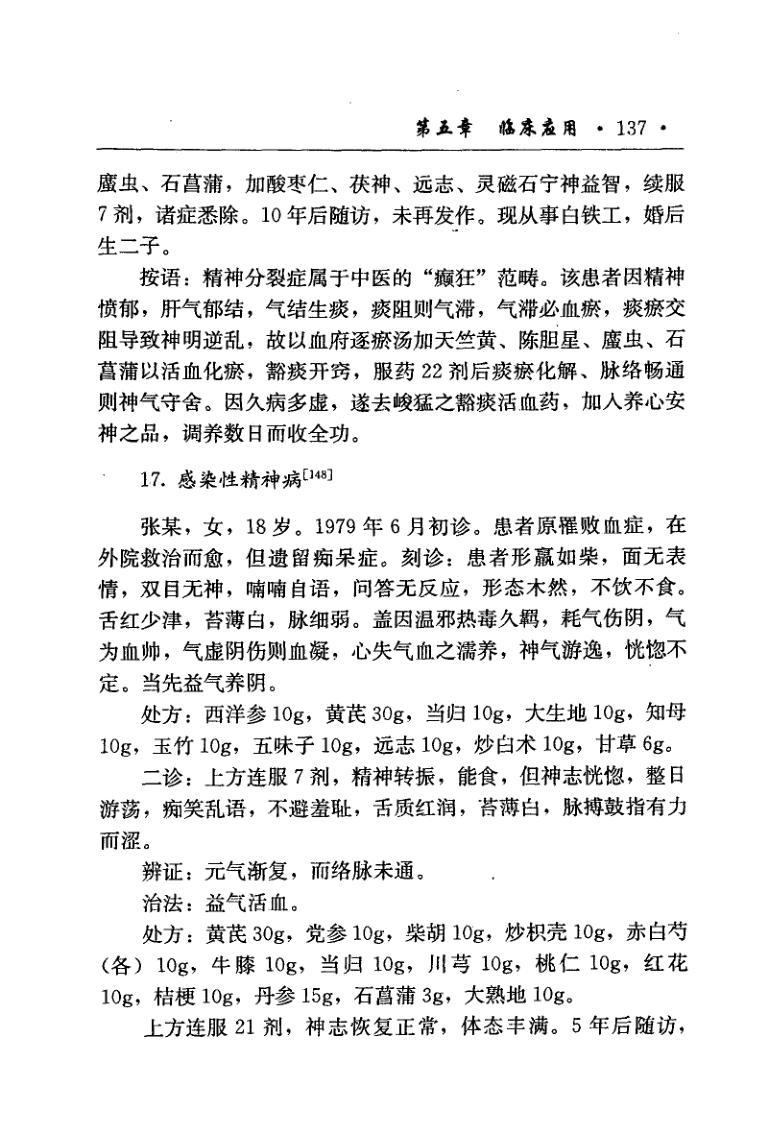 第五章 临床应用 · 137 ·
䗪虫、石菖蒲，加酸枣仁、茯神、远志、灵磁石宁神益智，续服
7剂，诸症悉除。10年后随访，未再发作。现从事白铁工，婚后
生二子。
按语：精神分裂症属于中医的“癫狂”范畴。该患者因精神
愤郁，肝气郁结，气结生痰，痰阻则气滞，气滞必血瘀，痰瘀交
阻导致神明逆乱，故以血府逐瘀汤加天竺黄、陈胆星、䗪虫、石
菖蒲以活血化瘀，豁痰开窍，服药22剂后痰瘀化解、脉络畅通
则神气守舍。因久病多虚，遂去峻猛之豁痰活血药，加入养心安
神之品，调养数日而收全功。
17. 感染性精神病[148]
张某，女，18岁。1979年6月初诊。患者原罹败血症，在
外院救治而愈，但遗留痴呆症。刻诊：患者形羸如柴，面无表
情，双目无神，喃喃自语，问答无反应，形态木然，不饮不食。
舌红少津，苔薄白，脉细弱。盖因温邪热毒久羁，耗气伤阴，气
为血帅，气虚阴伤则血凝，心失气血之濡养，神气游逸，恍惚不
定。当先益气养阴。
处方：西洋参10g，黄芪30g，当归10g，大生地10g，知母
10g，玉竹10g，五味子10g，远志10g，炒白术10g，甘草6g。
二诊：上方连服7剂，精神转振，能食，但神志恍惚，整日
游荡，痴笑乱语，不避羞耻，舌质红润，苔薄白，脉搏鼓指有力
而涩。
辨证：元气渐复，而络脉未通。
治法：益气活血。
处方：黄芪30g，党参10g，柴胡10g，炒枳壳10g，赤白芍
（各）10g，牛膝10g，当归10g，川芎10g，桃仁10g，红花
10g，桔梗10g，丹参15g，石菖蒲3g，大熟地10g。
上方连服21剂，神志恢复正常，体态丰满。5年后随访，